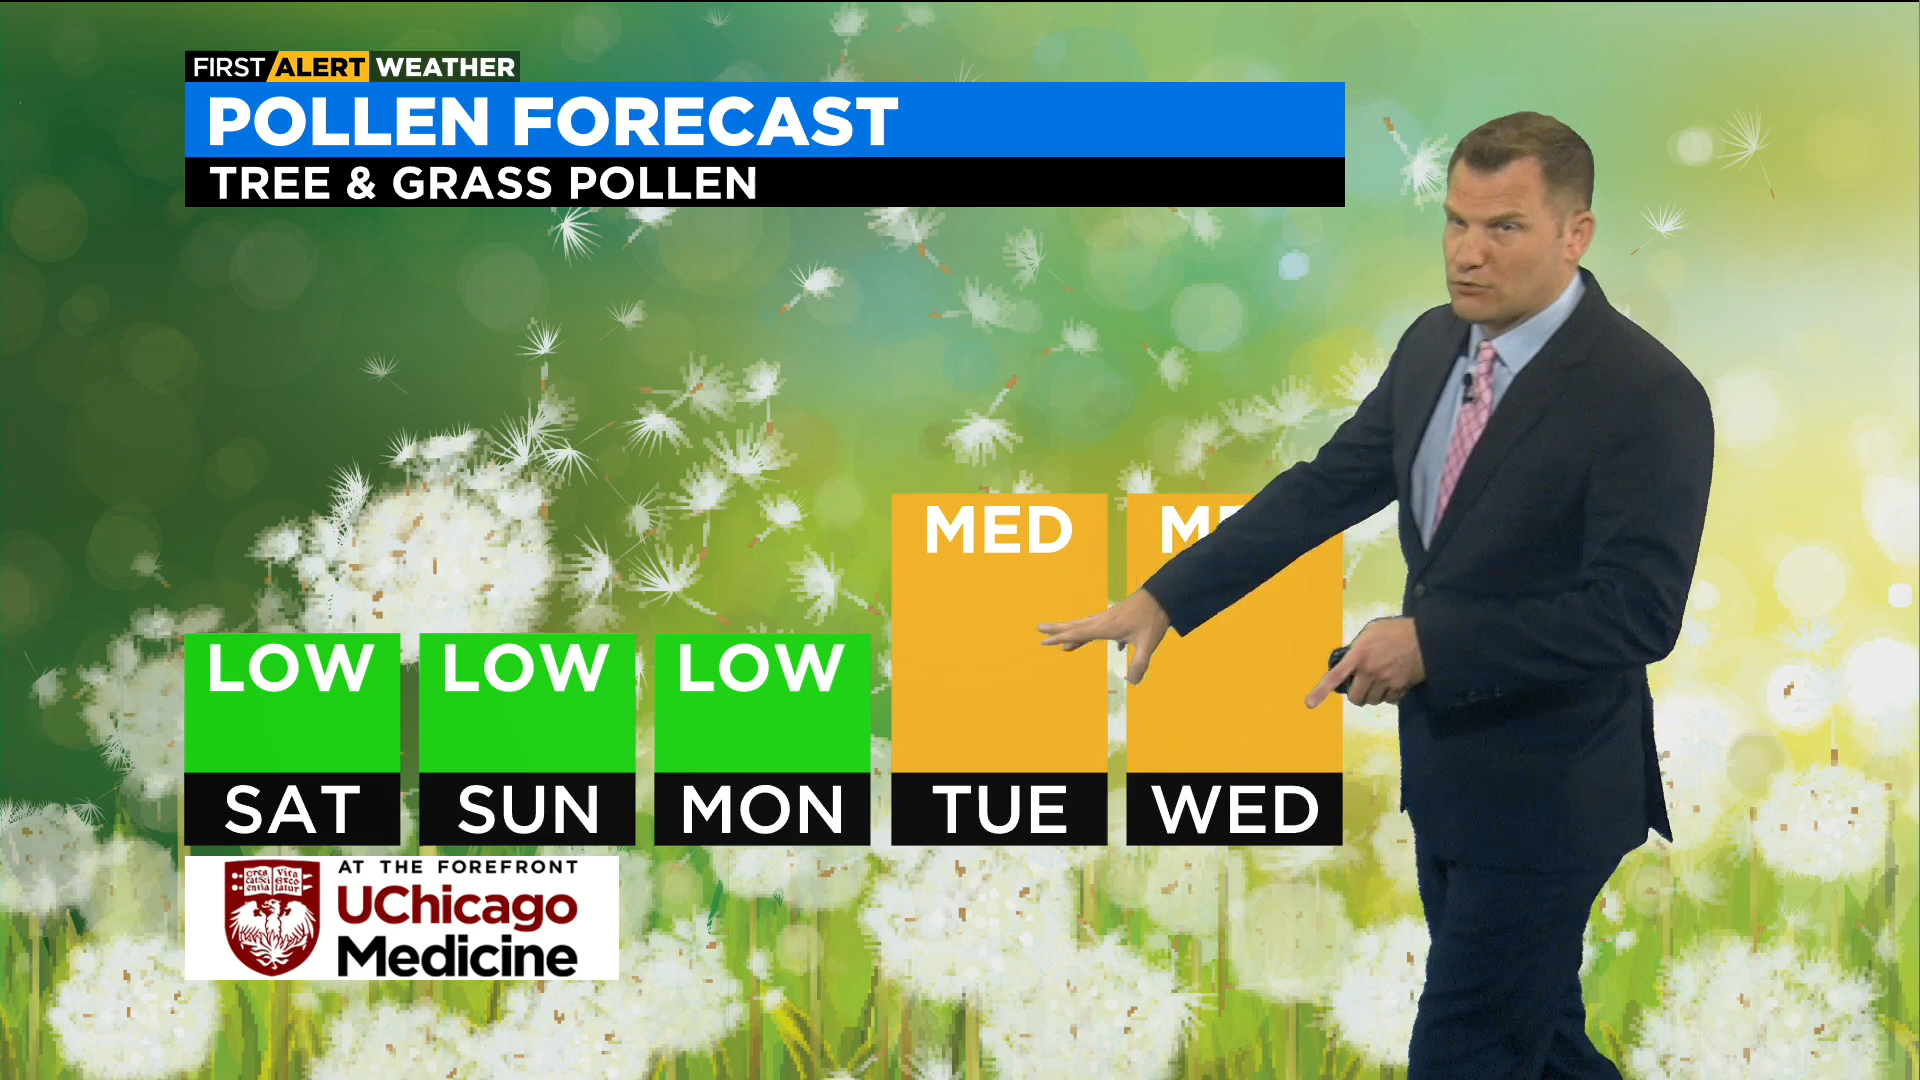 FIRST ALERT WEATHER
POLLEN FORECAST
TREE & GRASS POLLEN
MED
LOW LOW LOW
SAT SUN MON TUE WED
AT THE FOREFRONT
UChicago
Medicine